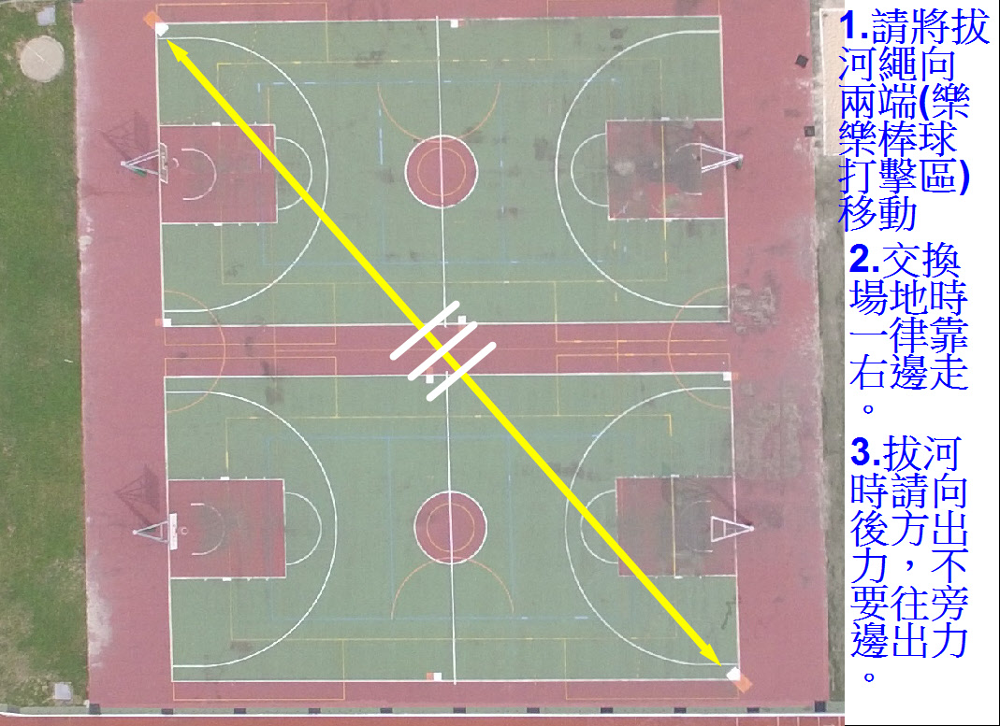 1.請將拔
河繩向
兩端(樂
樂棒球
打擊區)
移動
2.交換
場地時
一律靠
右邊走
。
3.拔河
時請向
後方出
力，不
要往旁
邊出力
。